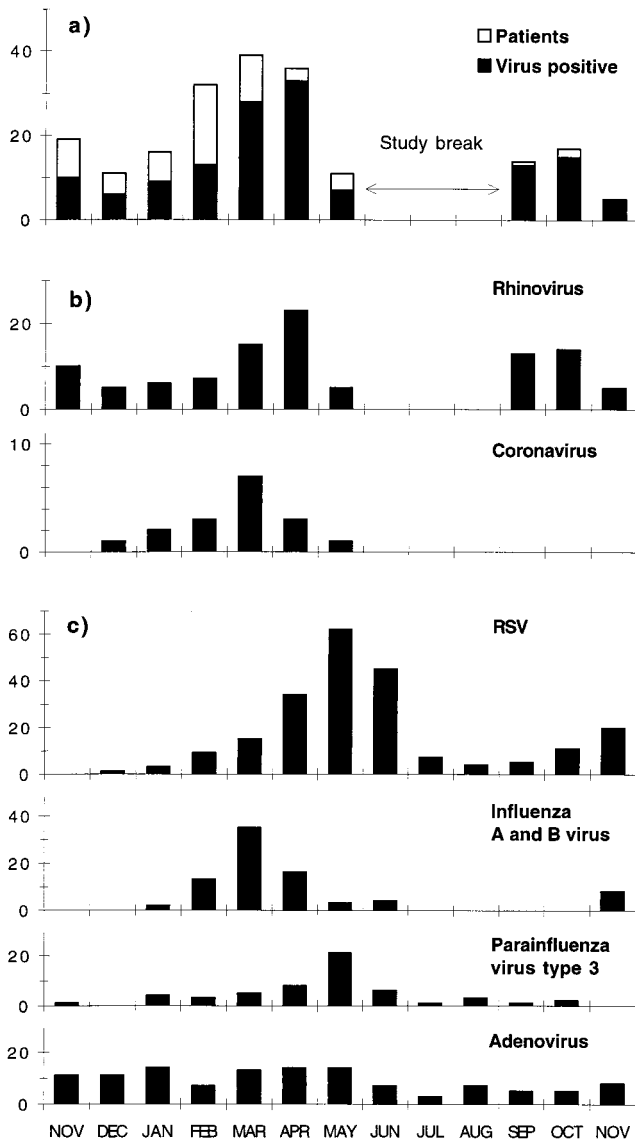 a)
40
20
0
Patients
Virus positive
Study break
b)
Rhinovirus
20
0
Coronavirus
10
0
c)
RSV
60
40
20
0
Influenza
A and B virus
40
20
0
Parainfluenza
virus type 3
20
0
Adenovirus
20
0
NOV DEC JAN FEB MAR APR MAY JUN JUL AUG SEP OCT NOV